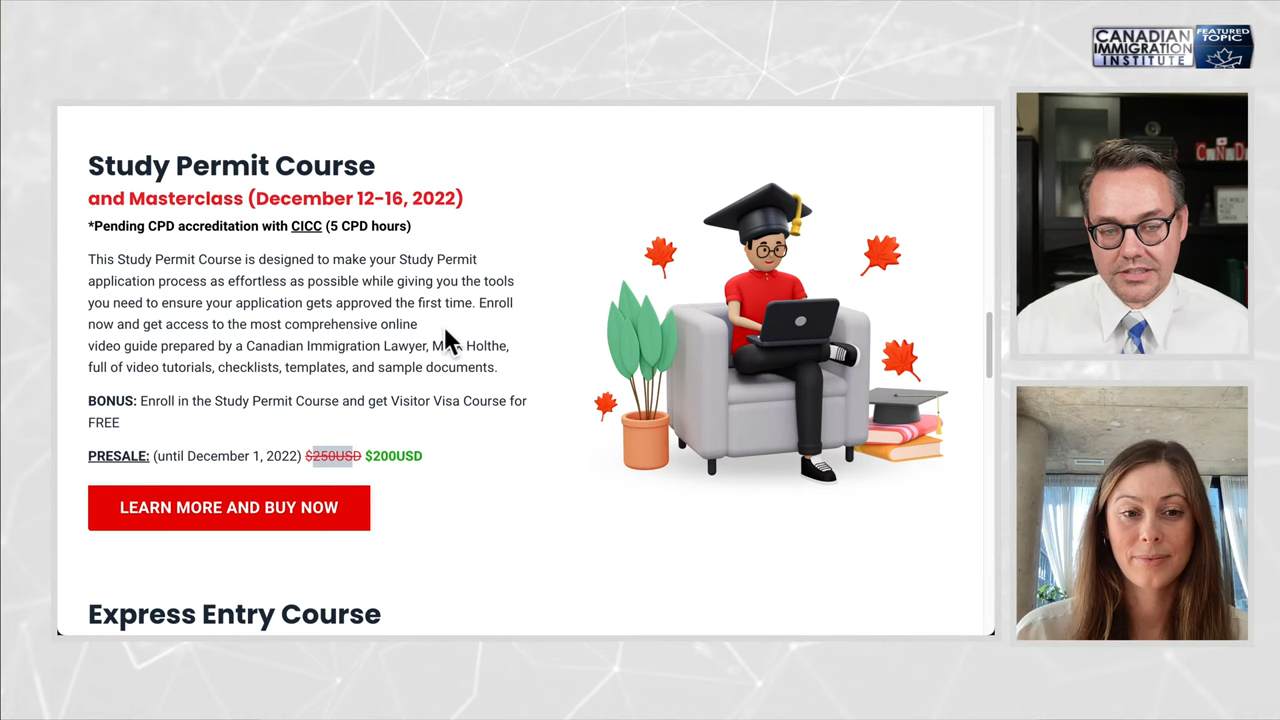 CANADIAN
IMMIGRATION
INSTITUTE
FEATURED
TOPIC
Study Permit Course
and Masterclass (December 12-16, 2022)
*Pending CPD accreditation with CICC (5 CPD hours)
This Study Permit Course is designed to make your Study Permit
application process as effortless as possible while giving you the tools
you need to ensure your application gets approved the first time. Enroll
now and get access to the most comprehensive online
video guide prepared by a Canadian Immigration Lawyer, Holthe,
full of video tutorials, checklists, templates, and sample documents.
BONUS: Enroll in the Study Permit Course and get Visitor Visa Course for
FREE
PRESALE: (until December 1, 2022) $250USD $200USD
LEARN MORE AND BUY NOW
Express Entry Course